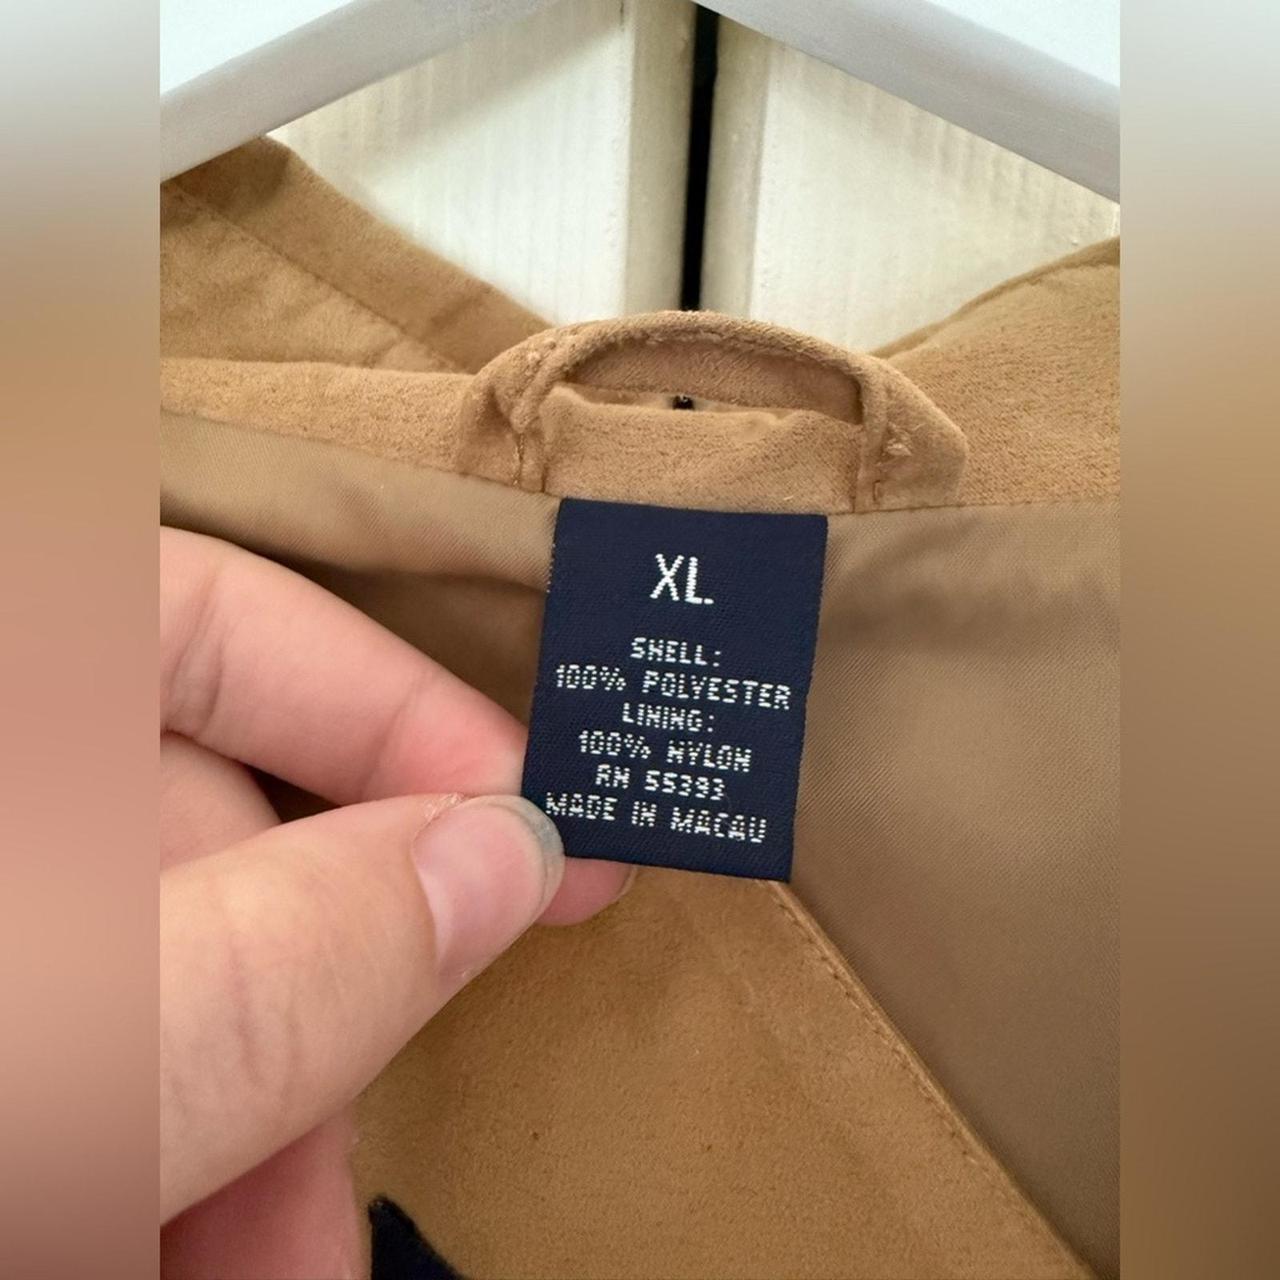 XL
SHELL:
100% POLYESTER
LINING:
100% NYLON
RN 55393
MADE IN MACAU